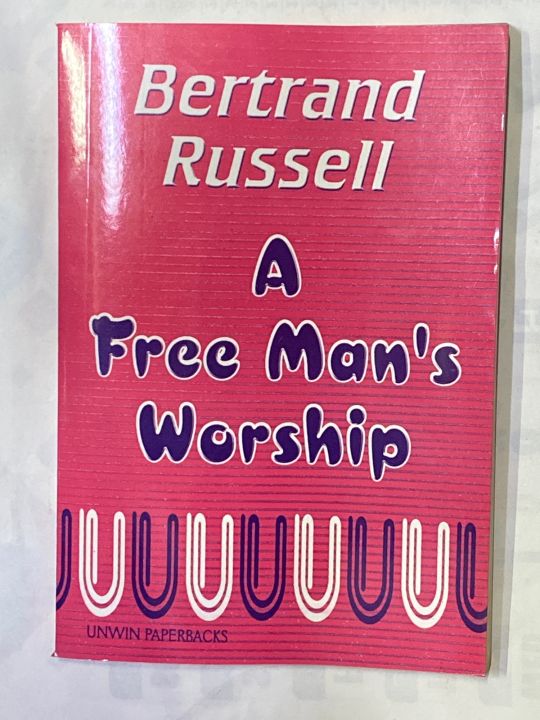 Bertrand
Russell
A
Free Man's
Worship
UNWIN PAPERBACKS